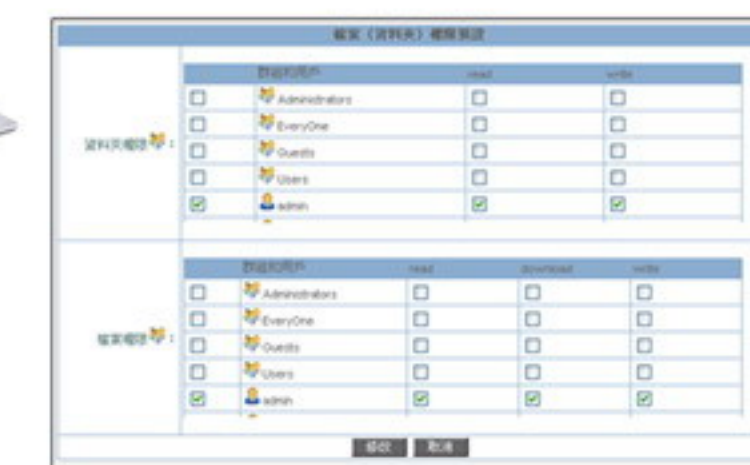 檔案（資料夾）權限預設
群組和用戶 read write
Administrators
EveryOne
Guests
Users
資料夾權限：
admin
群組和用戶 read download write
Administrators
EveryOne
Guests
Users
檔案權限：
admin
修改 取消